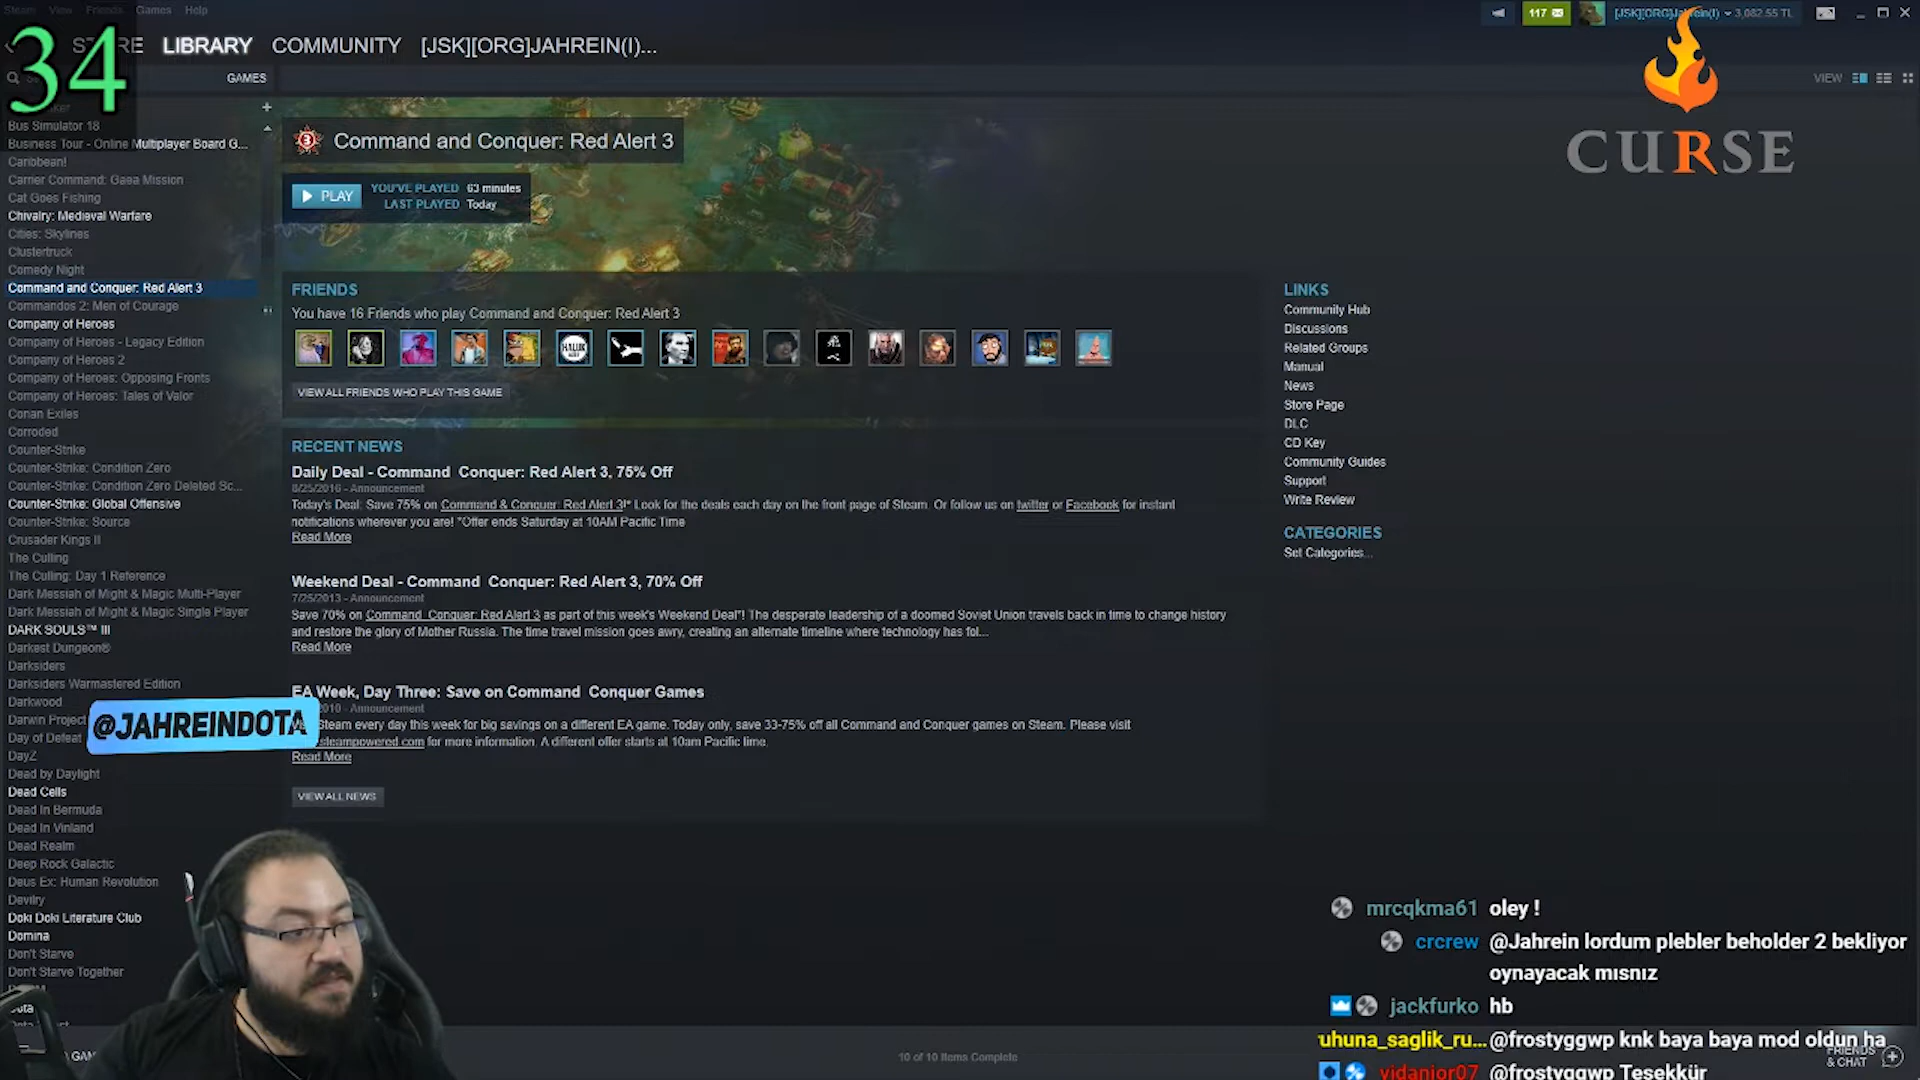 Steam View Friends Games Help
117
[JSK][ORG]Jahrein(I)
3,082.55 TL
34
STORE
LIBRARY
COMMUNITY
[JSK][ORG]JAHREIN(I)...
GAMES
VIEW
CURSE
Bus Simulator 18
Business Tour - Online Multiplayer Board G...
Caribbean!
Carrier Command: Gaea Mission
Cat Goes Fishing
Chivalry: Medieval Warfare
Cities: Skylines
Clustertruck
Comedy Night
Command and Conquer: Red Alert 3
Commandos 2: Men of Courage
Company of Heroes
Company of Heroes - Legacy Edition
Company of Heroes 2
Company of Heroes: Opposing Fronts
Company of Heroes: Tales of Valor
Conan Exiles
Corroded
Counter-Strike
Counter-Strike: Condition Zero
Counter-Strike: Condition Zero Deleted Sc...
Counter-Strike: Global Offensive
Counter-Strike: Source
Crusader Kings II
The Culling
The Culling: Day 1 Reference
Dark Messiah of Might & Magic Multi-Player
Dark Messiah of Might & Magic Single Player
DARK SOULS™ III
Darkest Dungeon®
Darksiders
Darksiders Warmastered Edition
Darkwood
Darwin Project
Day of Defeat
DayZ
Dead by Daylight
Dead Cells
Dead In Bermuda
Dead In Vinland
Dead Realm
Deep Rock Galactic
Deus Ex: Human Revolution
Devilry
Doki Doki Literature Club
Domina
Don't Starve
Don't Starve Together
@JAHREINDOTA
Command and Conquer: Red Alert 3
PLAY
YOU'VE PLAYED 63 minutes
LAST PLAYED Today
FRIENDS
You have 16 Friends who play Command and Conquer: Red Alert 3
HALUK
VIEW ALL FRIENDS WHO PLAY THIS GAME
RECENT NEWS
Daily Deal - Command Conquer: Red Alert 3, 75% Off
8/25/2016 - Announcement
Today's Deal: Save 75% on Command & Conquer: Red Alert 3!* Look for the deals each day on the front page of Steam. Or follow us on twitter or Facebook for instant
notifications wherever you are! *Offer ends Saturday at 10AM Pacific Time
Read More
Weekend Deal - Command Conquer: Red Alert 3, 70% Off
7/25/2013 - Announcement
Save 70% on Command Conquer: Red Alert 3 as part of this week's Weekend Deal*! The desperate leadership of a doomed Soviet Union travels back in time to change history
and restore the glory of Mother Russia. The time travel mission goes awry, creating an alternate timeline where technology has fol...
Read More
EA Week, Day Three: Save on Command Conquer Games
2010 - Announcement
Steam every day this week for big savings on a different EA game. Today only, save 33-75% off all Command and Conquer games on Steam. Please visit
steampowered.com for more information. A different offer starts at 10am Pacific time.
Read More
VIEW ALL NEWS
LINKS
Community Hub
Discussions
Related Groups
Manual
News
Store Page
DLC
CD Key
Community Guides
Support
Write Review
CATEGORIES
Set Categories...
mrcqkma61 oley !
crcrew @Jahrein lordum plebler beholder 2 bekliyor
oynayacak mısnız
jackfurko hb
uhuna_saglik_ru... @frostyggwp knk baya baya mod oldun ha
vidanjor07 @frostyggwp Teşekkür
10 of 10 Items Complete
FRIENDS
& CHAT